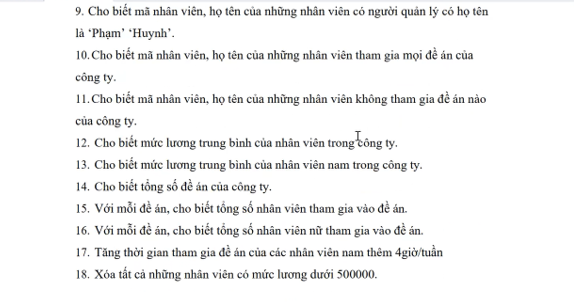 9. Cho biết mã nhân viên, họ tên của những nhân viên có người quản lý có họ tên
là ‘Phạm’ ‘Huynh’.
10.Cho biết mã nhân viên, họ tên của những nhân viên tham gia mọi đề án của
công ty.
11.Cho biết mã nhân viên, họ tên của những nhân viên không tham gia đề án nào
của công ty.
12. Cho biết mức lương trung bình của nhân viên trong công ty.
13. Cho biết mức lương trung bình của nhân viên nam trong công ty.
14. Cho biết tổng số đề án của công ty.
15. Với mỗi đề án, cho biết tổng số nhân viên tham gia vào đề án.
16. Với mỗi đề án, cho biết tổng số nhân viên nữ tham gia vào đề án.
17. Tăng thời gian tham gia đề án của các nhân viên nam thêm 4giờ/tuần
18. Xóa tất cả những nhân viên có mức lương dưới 500000.